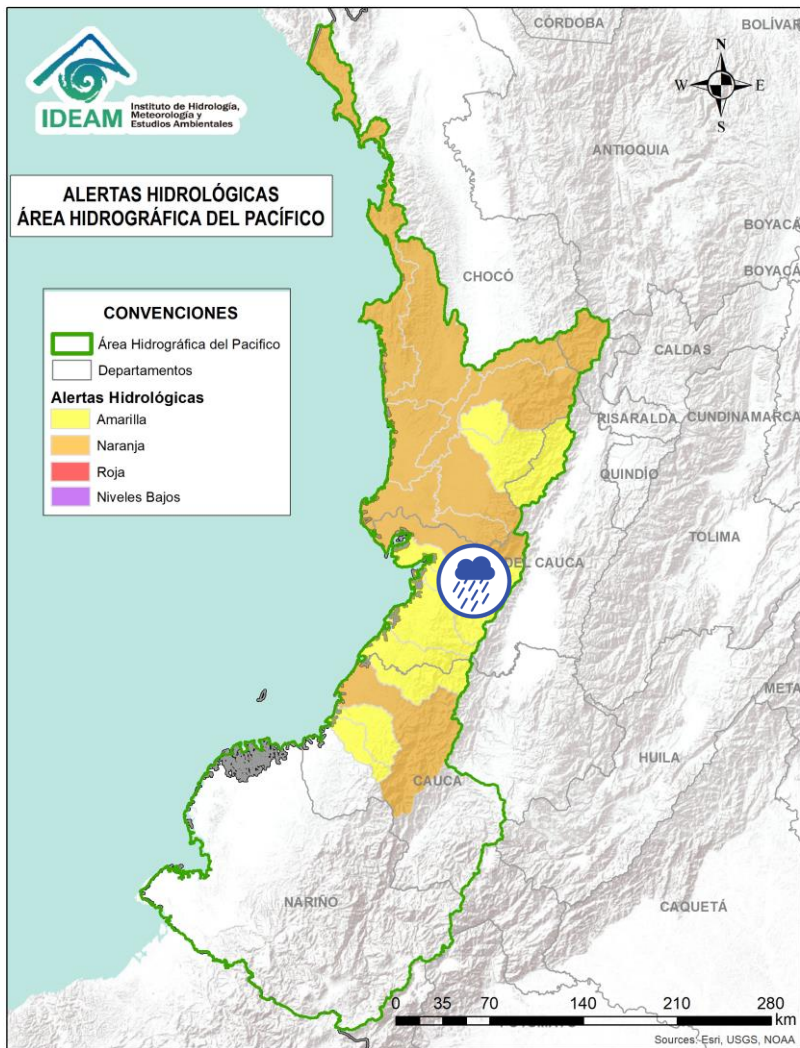 CÓRDOBA
BOLÍVAR
IDEAM
Instituto de Hidrología,
Meteorología y
Estudios Ambientales
N
W
E
S
ANTIOQUIA
ALERTAS HIDROLÓGICAS
ÁREA HIDROGRÁFICA DEL PACÍFICO
BOYACÁ
BOYACÁ
CHOCÓ
CONVENCIONES
Área Hidrográfica del Pacifico
Departamentos
Alertas Hidrológicas
Amarilla
Naranja
Roja
Niveles Bajos
CALDAS
RISARALDA
CUNDINAMARCA
QUINDÍO
TOLIMA
DEL CAUCA
META
HUILA
CAUCA
NARIÑO
CAQUETÁ
0 35 70 140 210 280
km
Sources: Esri, USGS, NOAA